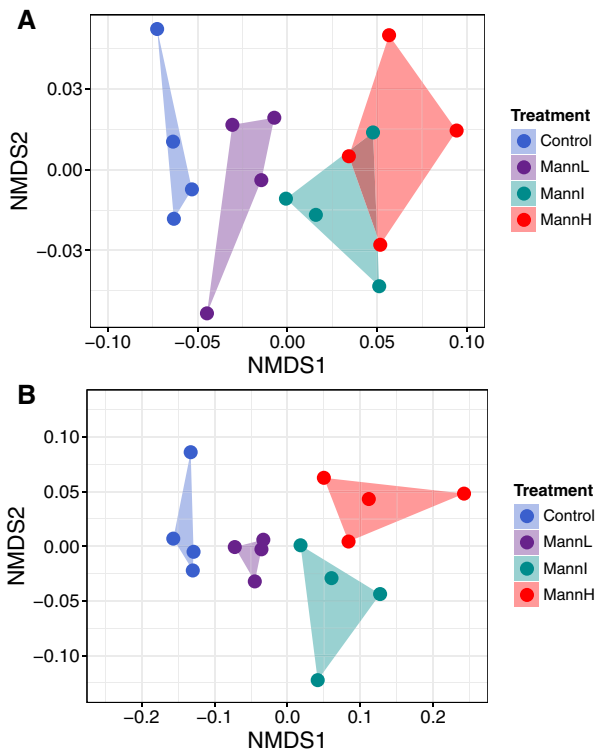 A
NMDS2
0.03
0.00
−0.03
−0.10 −0.05 0.00 0.05 0.10
NMDS1
Treatment
Control
MannL
MannI
MannH
B
NMDS2
0.10
0.05
0.00
−0.05
−0.10
−0.2 −0.1 0.0 0.1 0.2
NMDS1
Treatment
Control
MannL
MannI
MannH